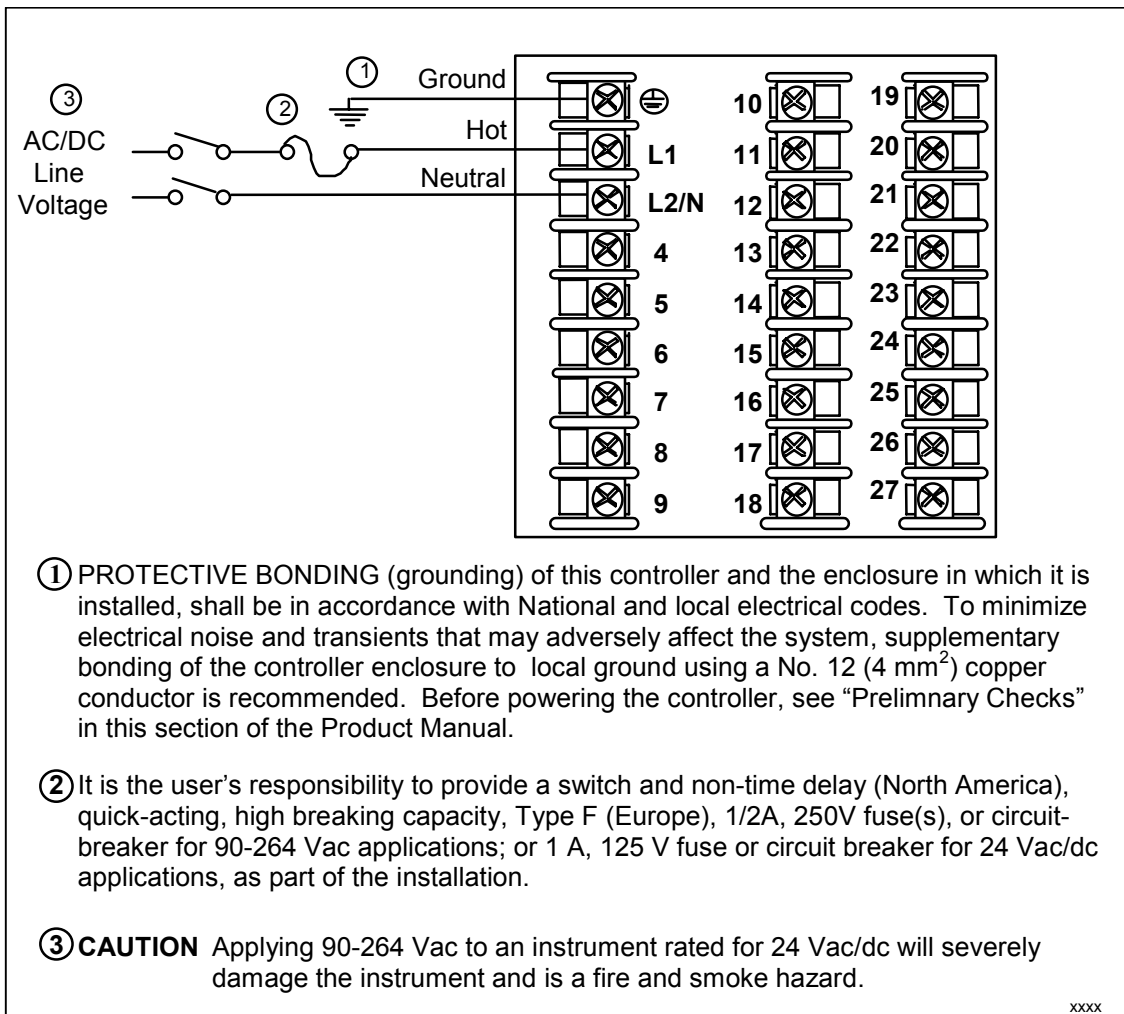 ① Ground
③ ② Hot
AC/DC
Line
Voltage
Neutral
L1
L2/N
4
5
6
7
8
9
10
11
12
13
14
15
16
17
18
19
20
21
22
23
24
25
26
27
① PROTECTIVE BONDING (grounding) of this controller and the enclosure in which it is
installed, shall be in accordance with National and local electrical codes. To minimize
electrical noise and transients that may adversely affect the system, supplementary
bonding of the controller enclosure to local ground using a No. 12 (4 mm²) copper
conductor is recommended. Before powering the controller, see “Prelimnary Checks”
in this section of the Product Manual.
② It is the user’s responsibility to provide a switch and non-time delay (North America),
quick-acting, high breaking capacity, Type F (Europe), 1/2A, 250V fuse(s), or circuit-
breaker for 90-264 Vac applications; or 1 A, 125 V fuse or circuit breaker for 24 Vac/dc
applications, as part of the installation.
③ CAUTION Applying 90-264 Vac to an instrument rated for 24 Vac/dc will severely
damage the instrument and is a fire and smoke hazard.
xxxx